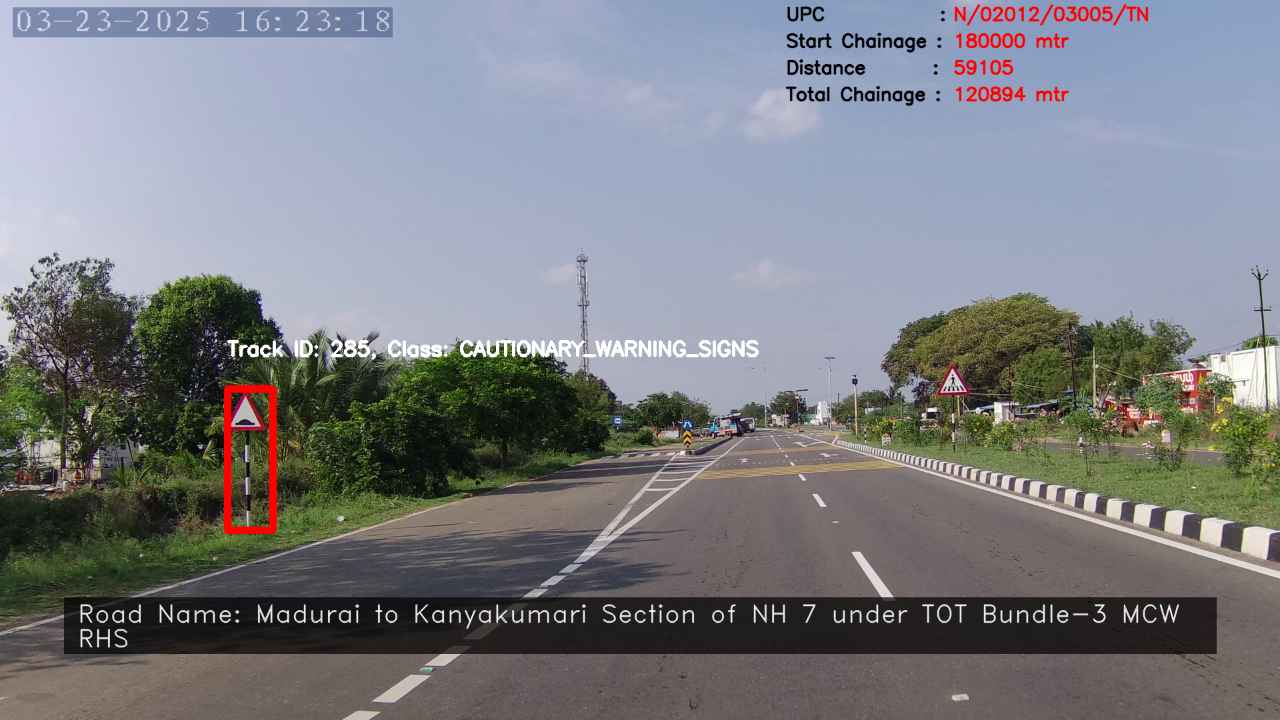 03-23-2025 16:23:18
UPC : N/02012/03005/TN
Start Chainage : 180000 mtr
Distance : 59105
Total Chainage : 120894 mtr
Track ID: 285, Class: CAUTIONARY_WARNING_SIGNS
Road Name: Madurai to Kanyakumari Section of NH 7 under TOT Bundle-3 MCW
RHS